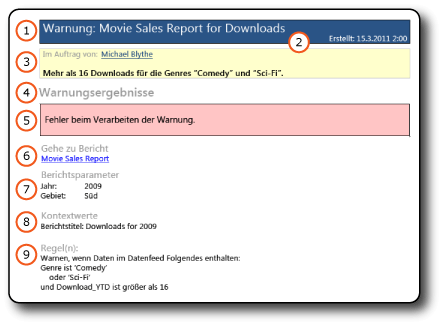 1 Warnung: Movie Sales Report for Downloads
2 Erstellt: 15.3.2011 2:00
3 Im Auftrag von: Michael Blythe
Mehr als 16 Downloads für die Genres "Comedy" und "Sci-Fi".
4 Warnungsergebnisse
5 Fehler beim Verarbeiten der Warnung.
6 Gehe zu Bericht
Movie Sales Report
Berichtsparameter
7 Jahr: 2009
Gebiet: Süd
8 Kontextwerte
Berichtstitel: Downloads for 2009
9 Regel(n):
Warnen, wenn Daten im Datenfeed Folgendes enthalten:
Genre ist 'Comedy'
oder 'Sci-Fi'
und Download_YTD ist größer als 16